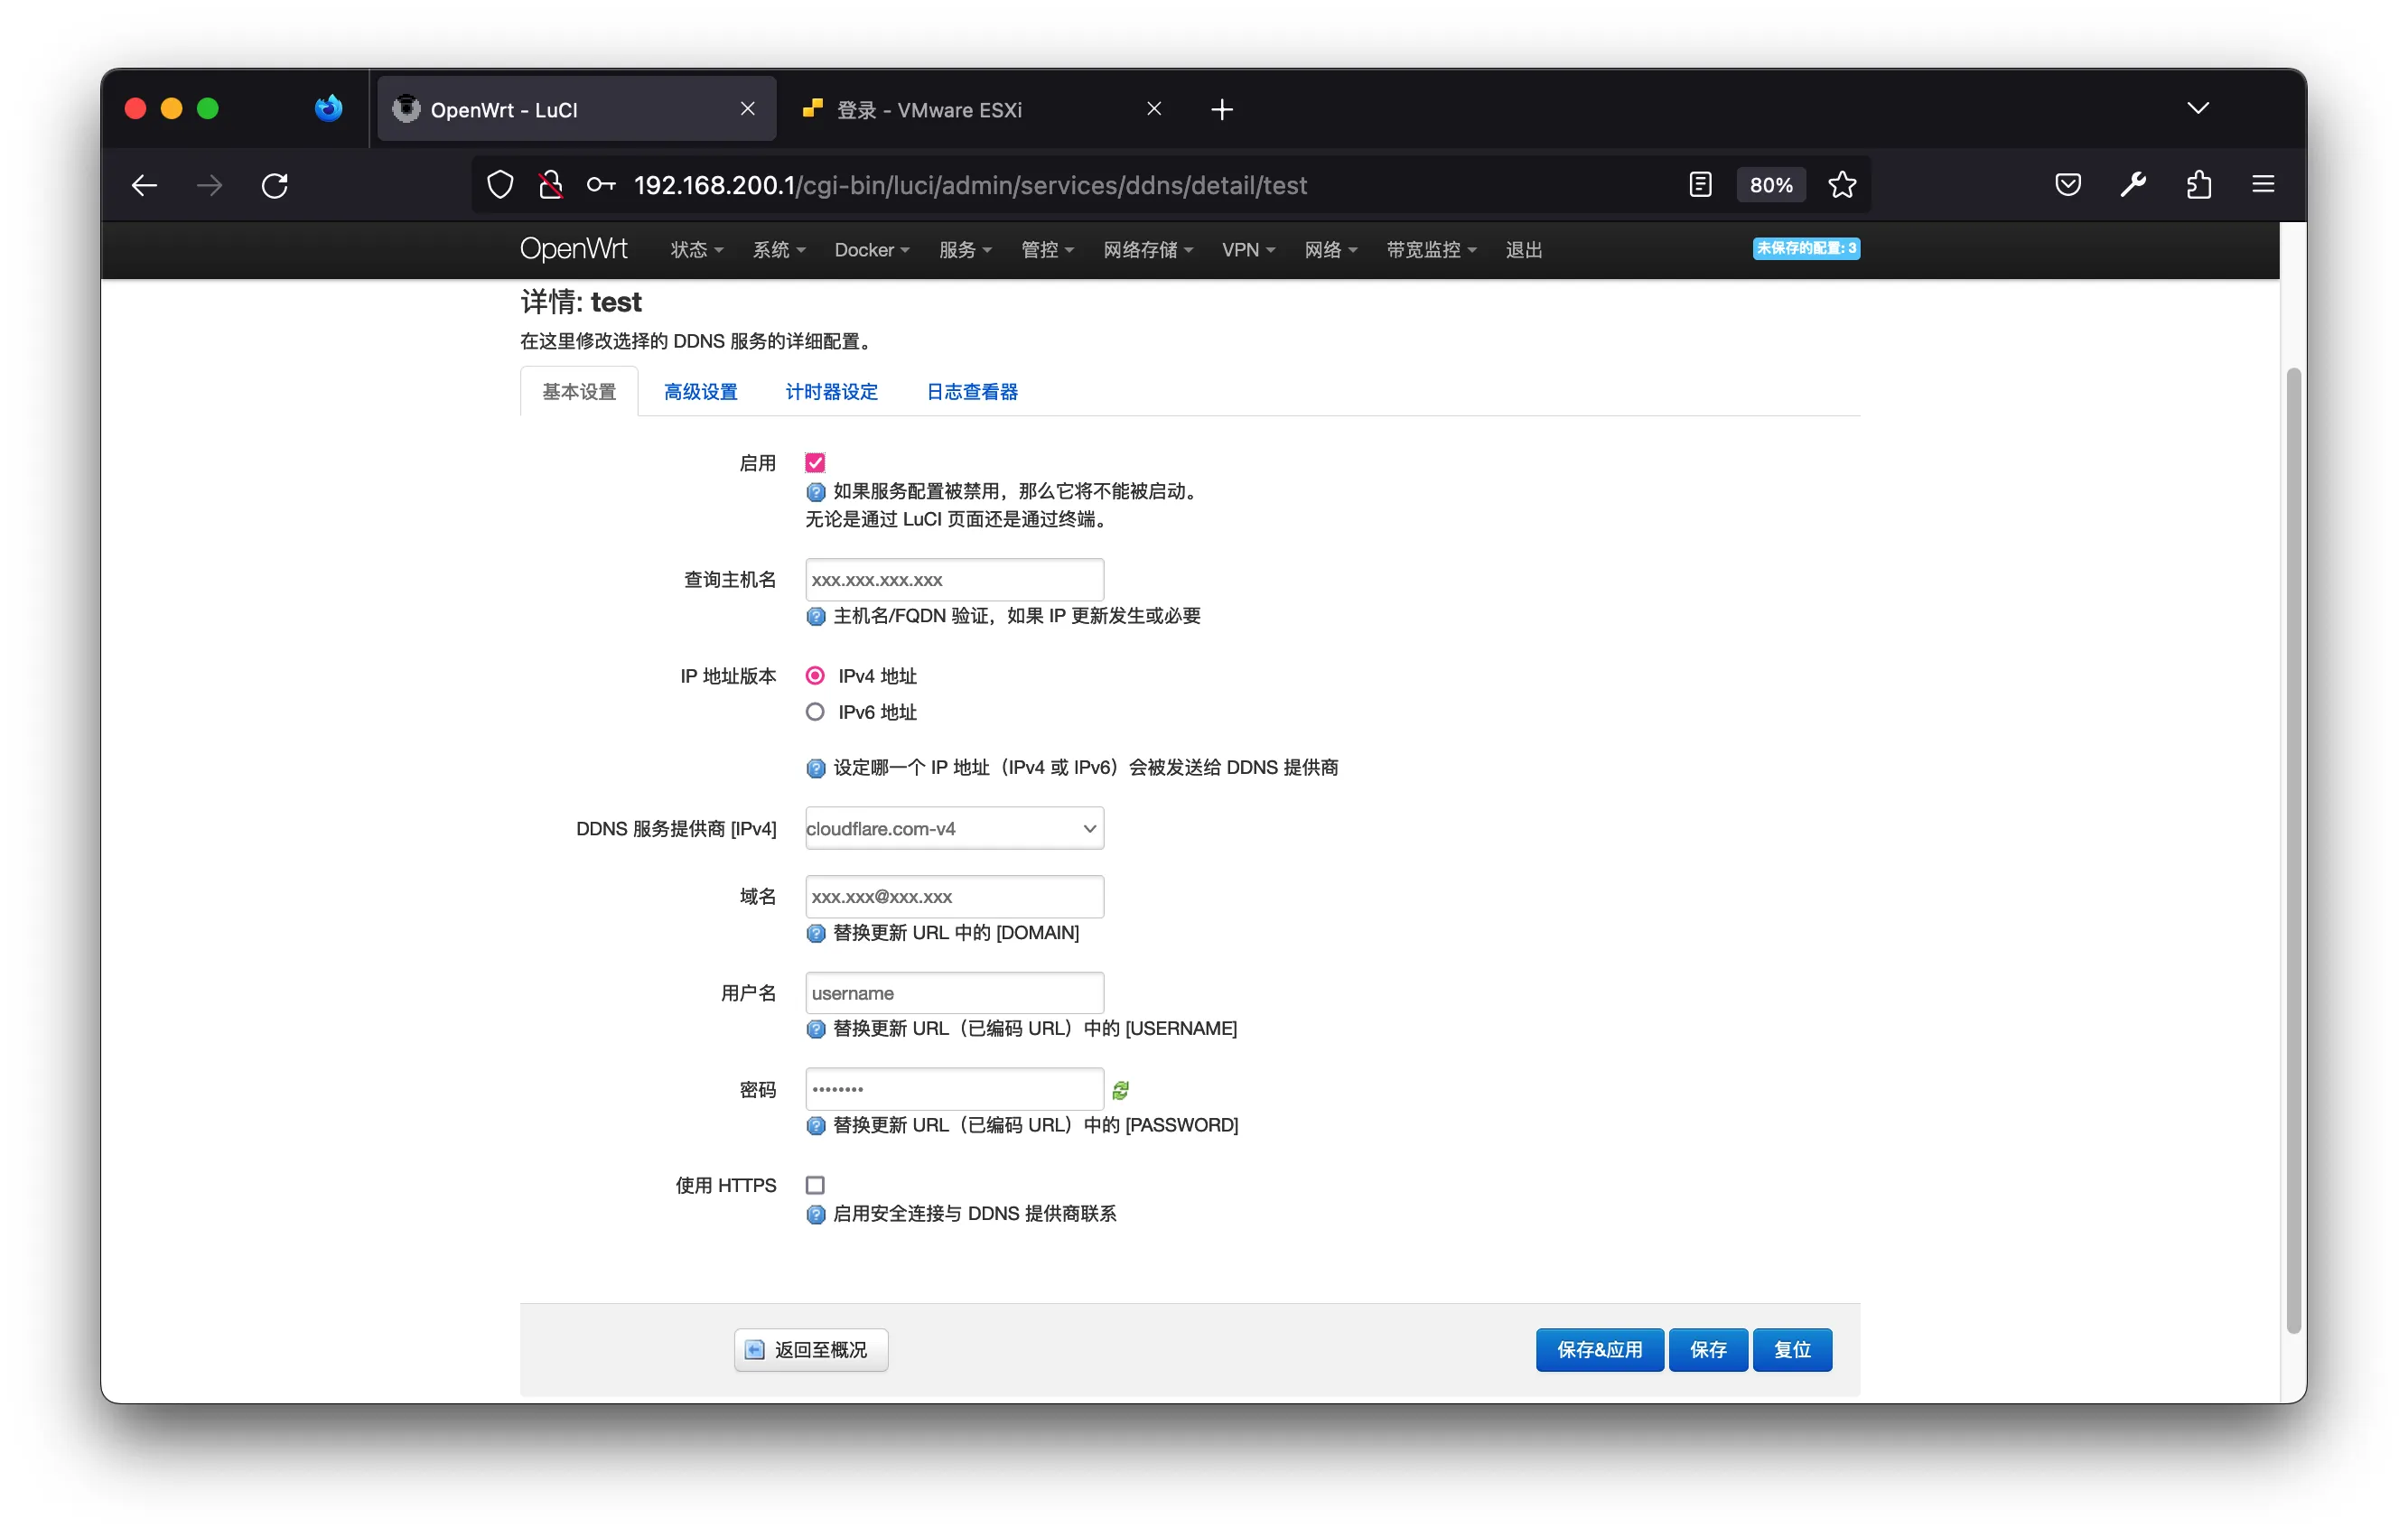 OpenWrt - LuCI
登录 - VMware ESXi
192.168.200.1/cgi-bin/luci/admin/services/ddns/detail/test
80%
OpenWrt 状态 系统 Docker 服务 管控 网络存储 VPN 网络 带宽监控 退出 未保存的配置: 3
详情: test
在这里修改选择的 DDNS 服务的详细配置。
基本设置 高级设置 计时器设定 日志查看器
启用
如果服务配置被禁用，那么它将不能被启动。
无论是通过 LuCI 页面还是通过终端。
查询主机名 xxx.xxx.xxx.xxx
主机名/FQDN 验证，如果 IP 更新发生或必要
IP 地址版本 IPv4 地址
IPv6 地址
设定哪一个 IP 地址（IPv4 或 IPv6）会被发送给 DDNS 提供商
DDNS 服务提供商 [IPv4] cloudflare.com-v4
域名 xxx.xxx@xxx.xxx
替换更新 URL 中的 [DOMAIN]
用户名 username
替换更新 URL（已编码 URL）中的 [USERNAME]
密码 ••••••••
替换更新 URL（已编码 URL）中的 [PASSWORD]
使用 HTTPS
启用安全连接与 DDNS 提供商联系
返回至概况 保存&应用 保存 复位